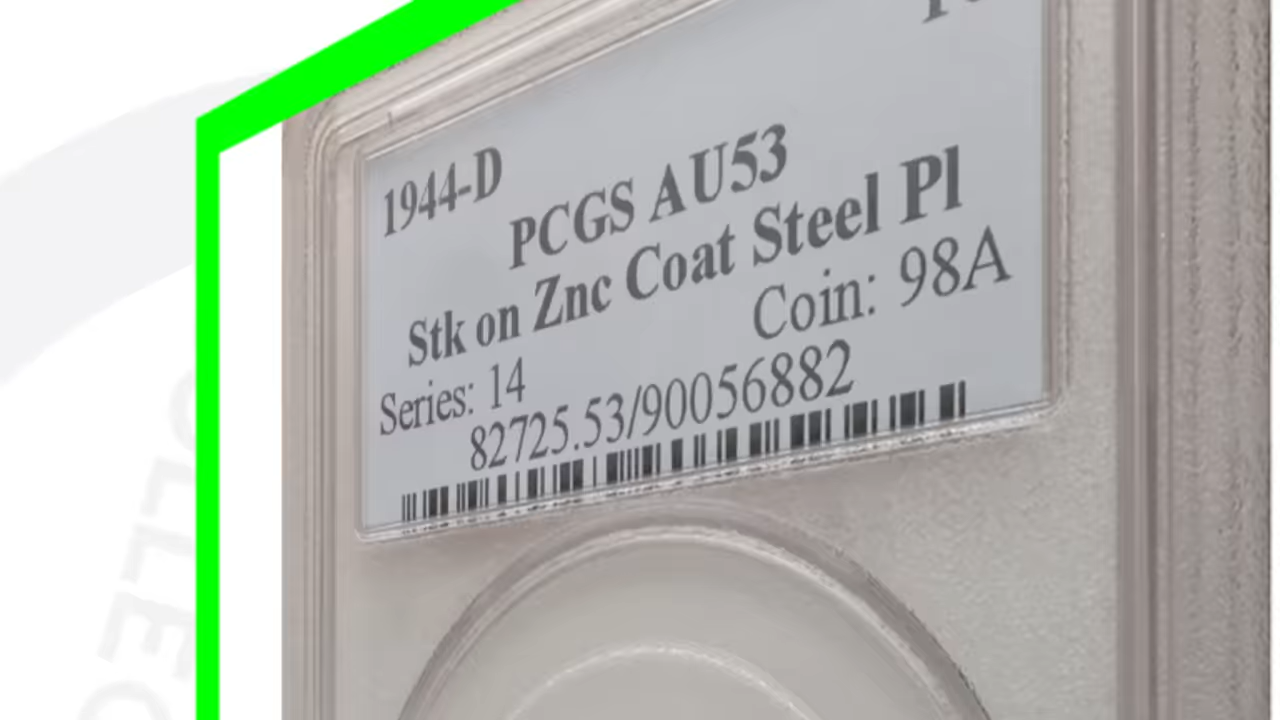 1944-D
PCGS AU53
Stk on Znc Coat Steel Pl
Series: 14 Coin: 98A
82725.53/90056882